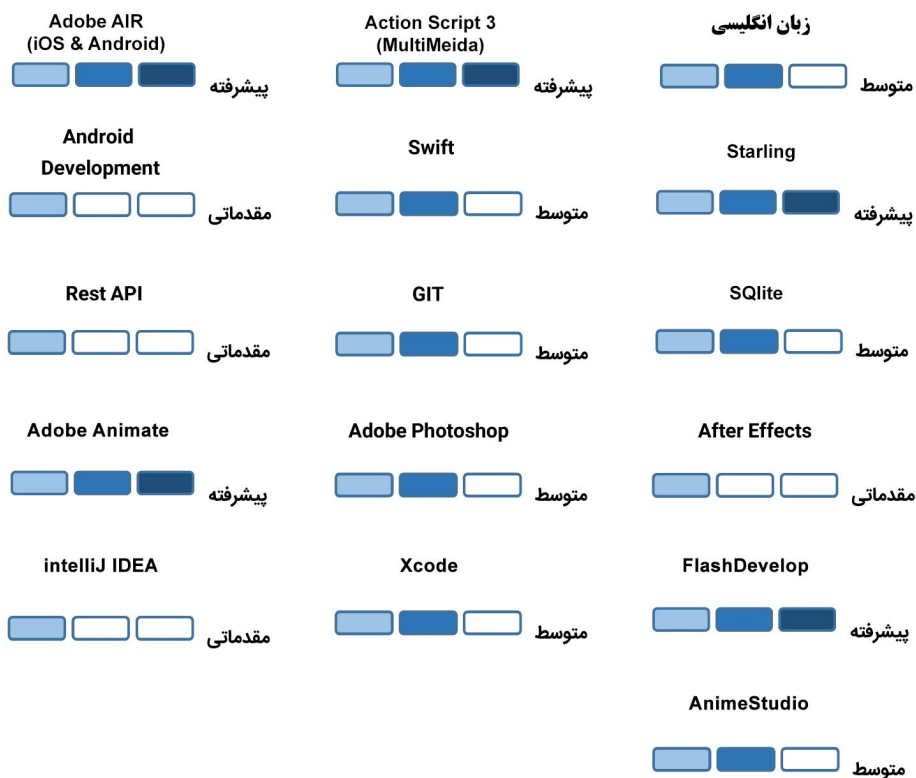 Adobe AIR
(iOS & Android)
پیشرفته
Action Script 3
(MultiMeida)
پیشرفته
زبان انگلیسی
متوسط
Android
Development
مقدماتی
Swift
متوسط
Starling
پیشرفته
Rest API
مقدماتی
GIT
متوسط
SQlite
متوسط
Adobe Animate
پیشرفته
Adobe Photoshop
متوسط
After Effects
مقدماتی
intelliJ IDEA
مقدماتی
Xcode
متوسط
FlashDevelop
پیشرفته
AnimeStudio
متوسط